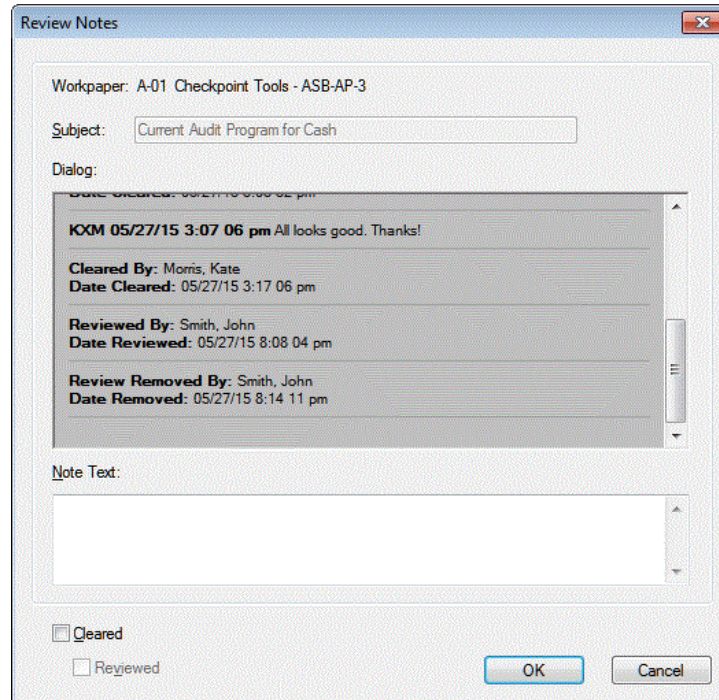 Review Notes
Workpaper: A-01 Checkpoint Tools - ASB-AP-3
Subject: Current Audit Program for Cash
Dialog:
Date Cleared:
KXM 05/27/15 3:07 06 pm All looks good. Thanks!
Cleared By: Morris, Kate
Date Cleared: 05/27/15 3:17 06 pm
Reviewed By: Smith, John
Date Reviewed: 05/27/15 8:08 04 pm
Review Removed By: Smith, John
Date Removed: 05/27/15 8:14 11 pm
Note Text:
Cleared
Reviewed
OK Cancel